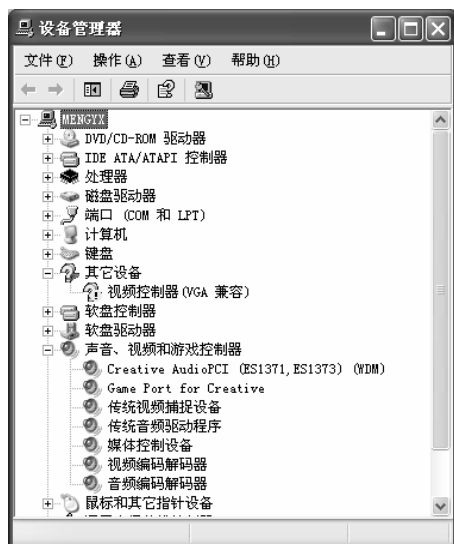 设备管理器
文件(F) 操作(A) 查看(V) 帮助(H)
MENGYX
DVD/CD-ROM 驱动器
IDE ATA/ATAPI 控制器
处理器
磁盘驱动器
端口 (COM 和 LPT)
计算机
键盘
其它设备
视频控制器(VGA 兼容)
软盘控制器
软盘驱动器
声音、视频和游戏控制器
Creative AudioPCI (ES1371,ES1373) (WDM)
Game Port for Creative
传统视频捕捉设备
传统音频驱动程序
媒体控制设备
视频编码解码器
音频编码解码器
鼠标和其它指针设备